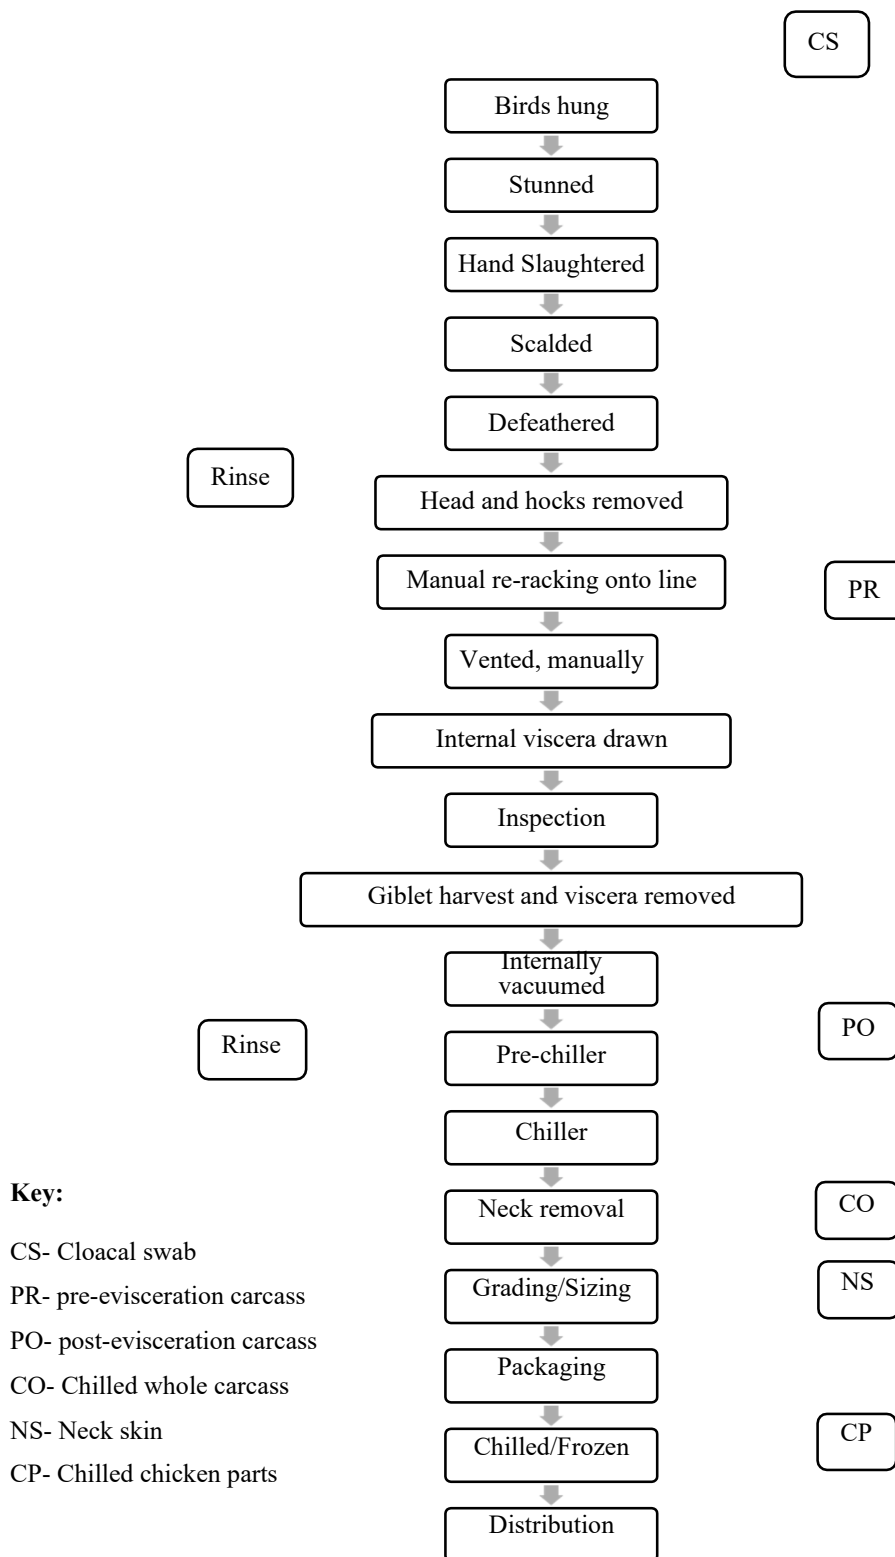 CS
Birds hung
Stunned
Hand Slaughtered
Scalded
Defeathered
Rinse
Head and hocks removed
Manual re-racking onto line
PR
Vented, manually
Internal viscera drawn
Inspection
Giblet harvest and viscera removed
Internally
vacuumed
Rinse
Pre-chiller
PO
Chiller
Neck removal
CO
Grading/Sizing
NS
Packaging
Chilled/Frozen
CP
Distribution
Key:
CS- Cloacal swab
PR- pre-evisceration carcass
PO- post-evisceration carcass
CO- Chilled whole carcass
NS- Neck skin
CP- Chilled chicken parts